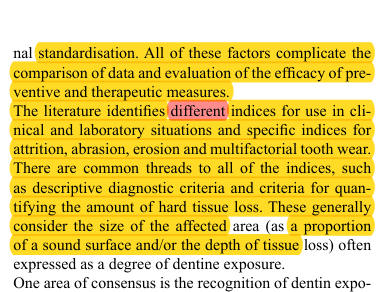 nal standardisation. All of these factors complicate the
comparison of data and evaluation of the efficacy of pre-
ventive and therapeutic measures.
The literature identifies different indices for use in cli-
nical and laboratory situations and specific indices for
attrition, abrasion, erosion and multifactorial tooth wear.
There are common threads to all of the indices, such
as descriptive diagnostic criteria and criteria for quan-
tifying the amount of hard tissue loss. These generally
consider the size of the affected area (as a proportion
of a sound surface and/or the depth of tissue loss) often
expressed as a degree of dentine exposure.
One area of consensus is the recognition of dentin expo-